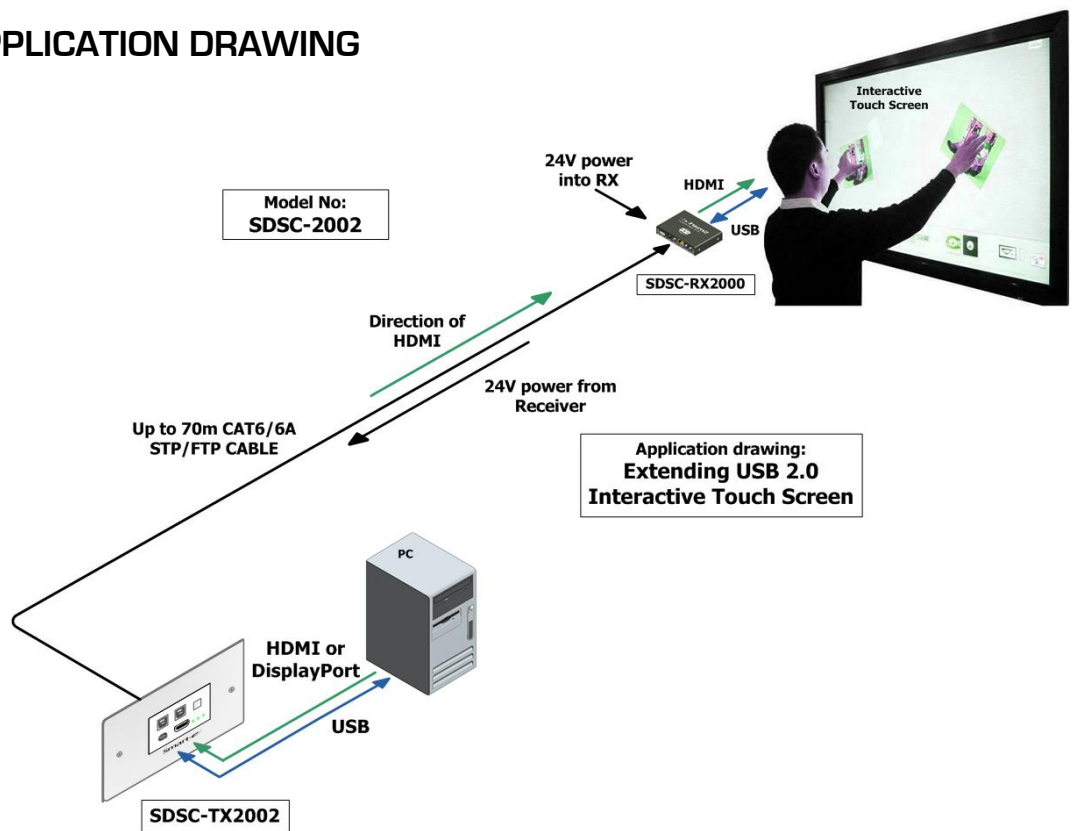 PPLICATION DRAWING
Interactive
Touch Screen
24V power
into RX
HDMI
USB
Model No:
SDSC-2002
SDSC-RX2000
Direction of
HDMI
24V power from
Receiver
Up to 70m CAT6/6A
STP/FTP CABLE
Application drawing:
Extending USB 2.0
Interactive Touch Screen
PC
HDMI or
DisplayPort
USB
smart-e
SDSC-TX2002